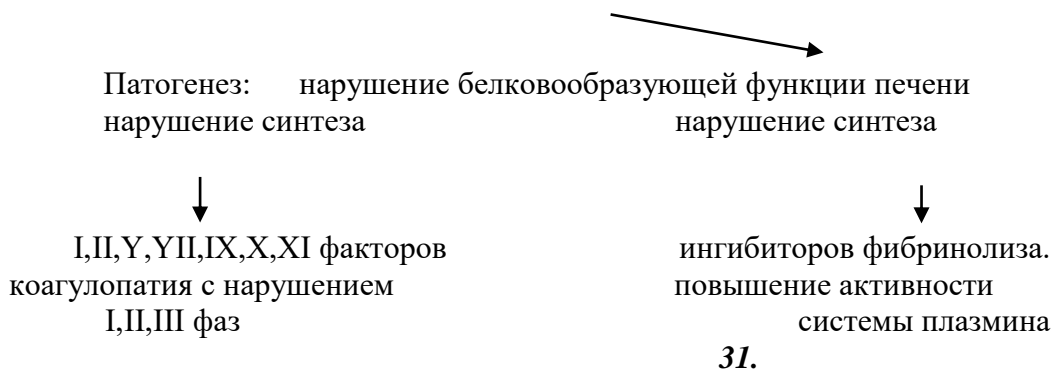 Патогенез: нарушение белковообразующей функции печени
нарушение синтеза нарушение синтеза
I,II,Y,YII,IX,X,XI факторов ингибиторов фибринолиза.
коагулопатия с нарушением повышение активности
I,II,III фаз системы плазмина
31.